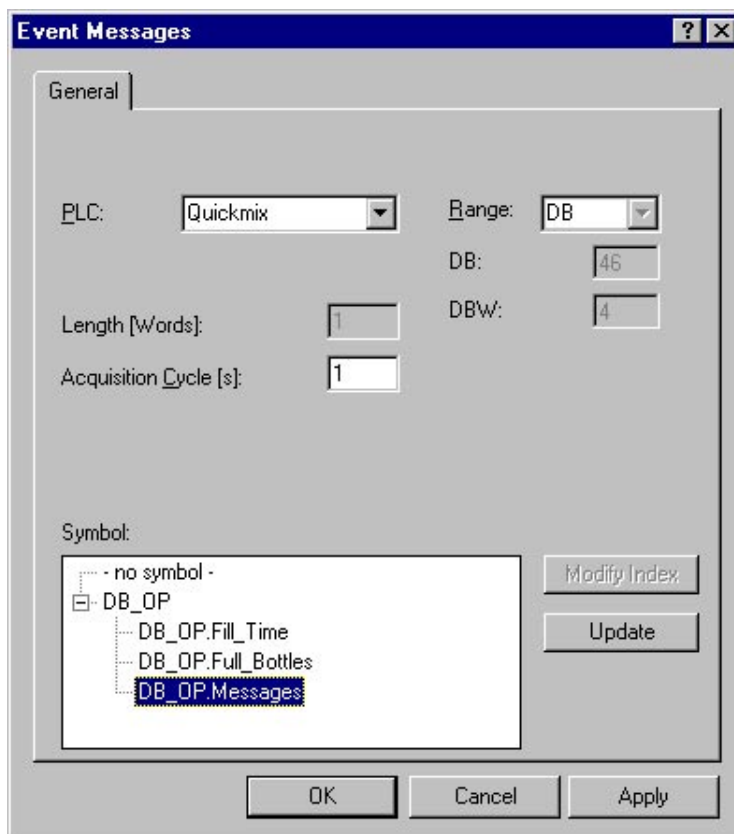 Event Messages
General
PLC: Quickmix
Range: DB
DB: 46
DBW: 4
Length [Words]: 1
Acquisition Cycle [s]: 1
Symbol:
- no symbol -
DB_OP
DB_OP.Fill_Time
DB_OP.Full_Bottles
DB_OP.Messages
Modify Index
Update
OK Cancel Apply